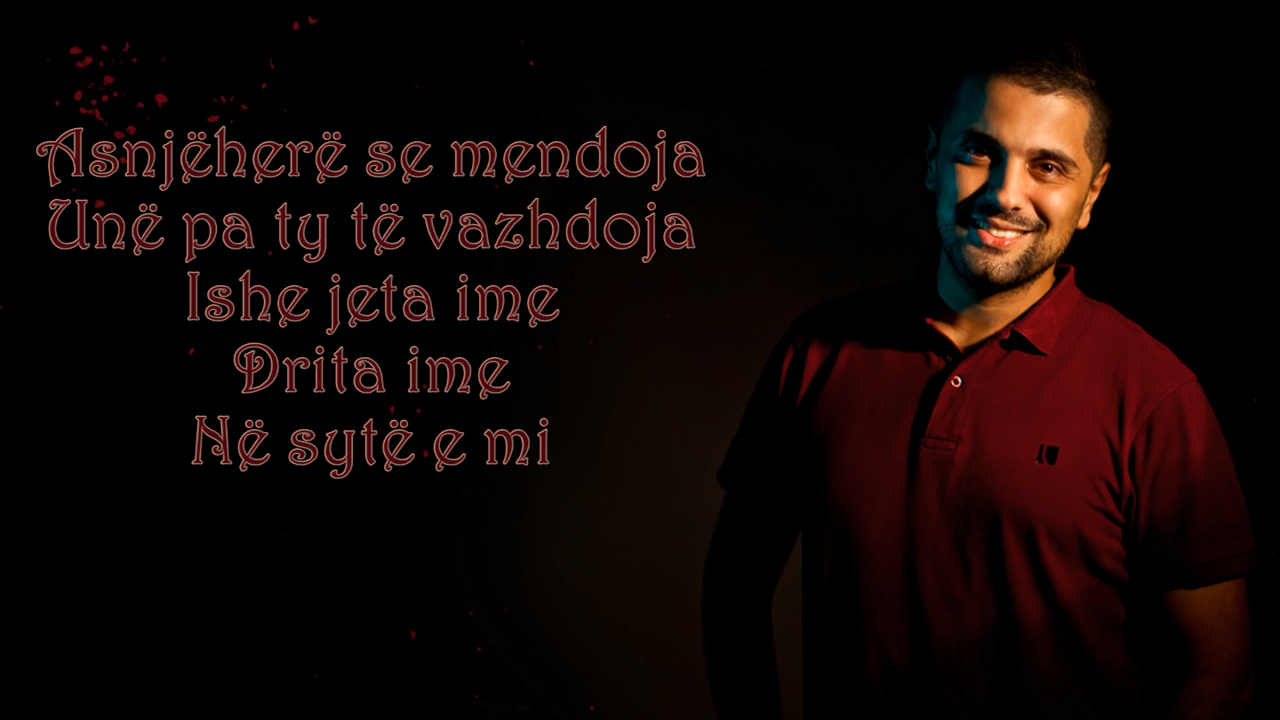 Asnjëherë se mendoja
Unë pa ty të vazhdoja
Ishe jeta ime
Drita ime
Në sytë e mi